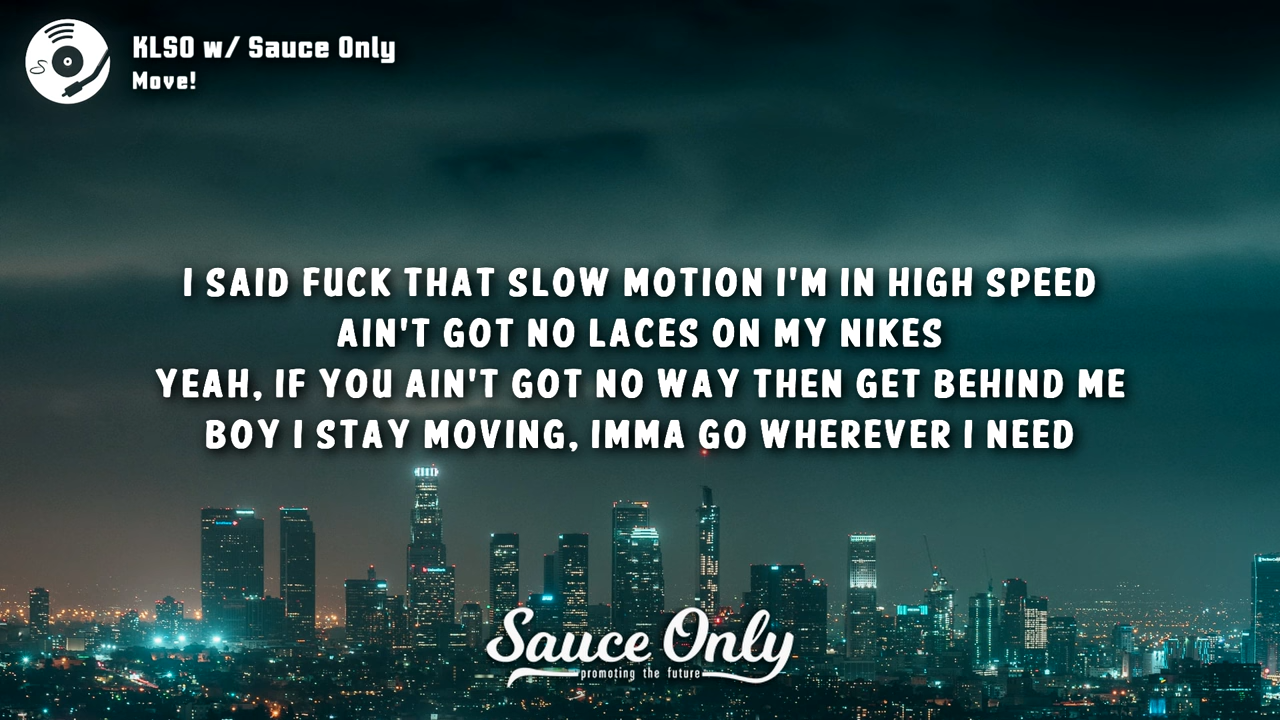 KLSO w/ Sauce Only
Move!
I SAID FUCK THAT SLOW MOTION I'M IN HIGH SPEED
AIN'T GOT NO LACES ON MY NIKES
YEAH, IF YOU AIN'T GOT NO WAY THEN GET BEHIND ME
BOY I STAY MOVING, IMMA GO WHEREVER I NEED
Sauce Only
promoting the future